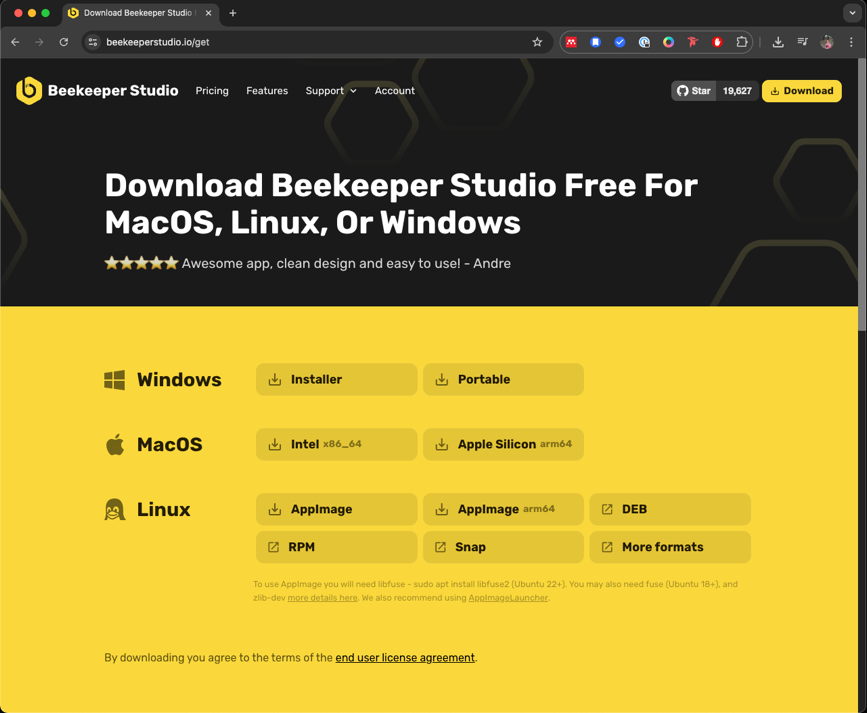 Download Beekeeper Studio
beekeeperstudio.io/get
Beekeeper Studio
Pricing
Features
Support
Account
Star
19,627
Download
Download Beekeeper Studio Free For
MacOS, Linux, Or Windows
Awesome app, clean design and easy to use! - Andre
Windows
Installer
Portable
MacOS
Intel x86_64
Apple Silicon arm64
Linux
AppImage
AppImage arm64
DEB
RPM
Snap
More formats
To use AppImage you will need libfuse - sudo apt install libfuse2 (Ubuntu 22+). You may also need fuse (Ubuntu 18+), and
zlib-dev more details here. We also recommend using AppImageLauncher.
By downloading you agree to the terms of the end user license agreement.